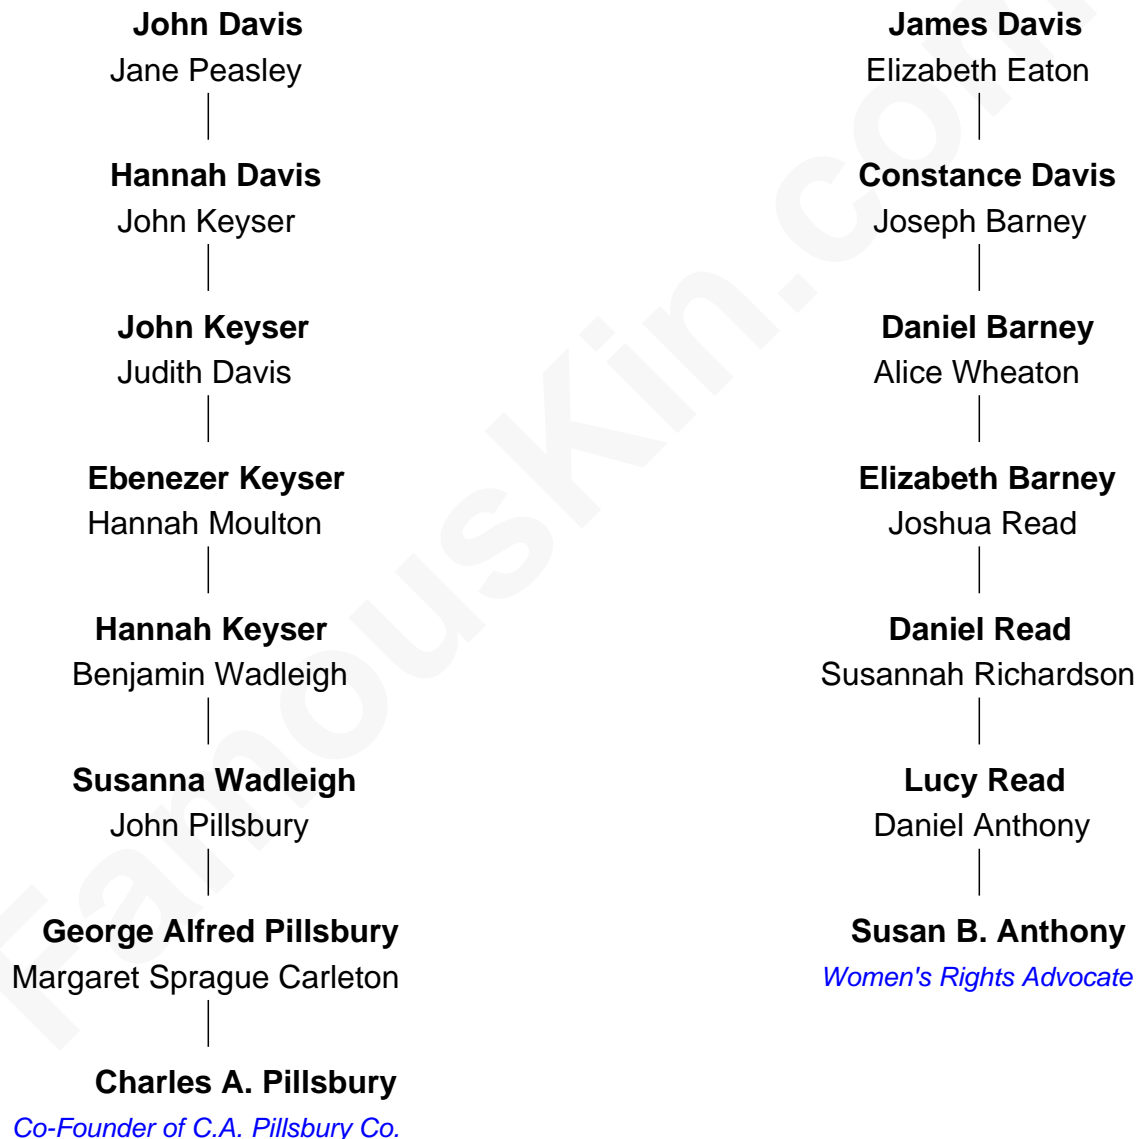 John Davis
Jane Peasley
Hannah Davis
John Keyser
John Keyser
Judith Davis
Ebenezer Keyser
Hannah Moulton
Hannah Keyser
Benjamin Wadleigh
Susanna Wadleigh
John Pillsbury
George Alfred Pillsbury
Margaret Sprague Carleton
Charles A. Pillsbury
Co-Founder of C.A. Pillsbury Co.
James Davis
Elizabeth Eaton
Constance Davis
Joseph Barney
Daniel Barney
Alice Wheaton
Elizabeth Barney
Joshua Read
Daniel Read
Susannah Richardson
Lucy Read
Daniel Anthony
Susan B. Anthony
Women's Rights Advocate
FamousKin.com